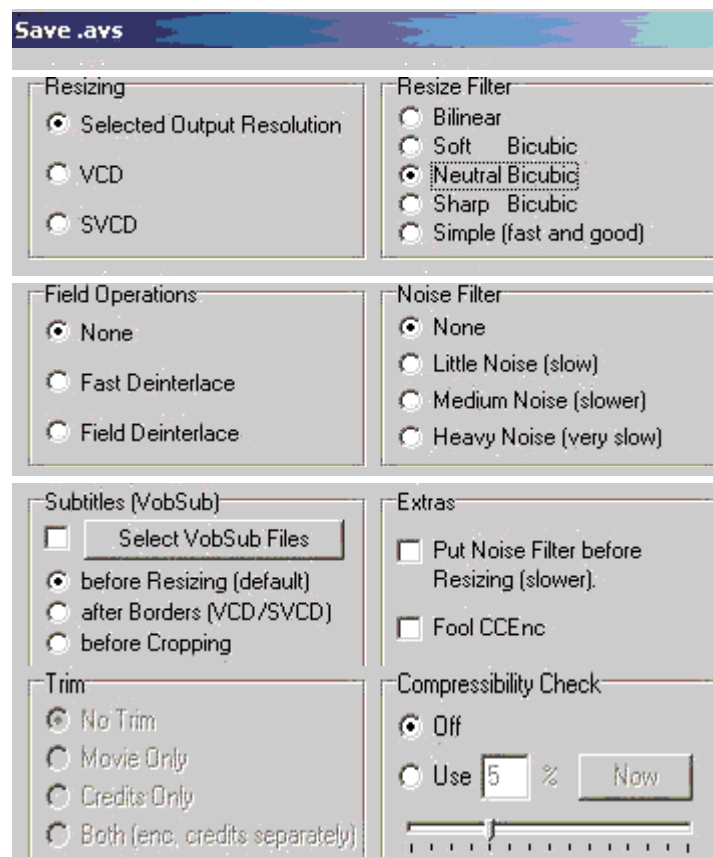 Save .avs
Resizing
Selected Output Resolution
VCD
SVCD
Resize Filter
Bilinear
Soft Bicubic
Neutral Bicubic
Sharp Bicubic
Simple (fast and good)
Field Operations
None
Fast Deinterlace
Field Deinterlace
Noise Filter
None
Little Noise (slow)
Medium Noise (slower)
Heavy Noise (very slow)
Subtitles (VobSub)
Select VobSub Files
before Resizing (default)
after Borders (VCD/SVCD)
before Cropping
Extras
Put Noise Filter before
Resizing (slower).
Fool CCEnc
Trim
No Trim
Movie Only
Credits Only
Both (enc. credits separately)
Compressibility Check
Off
Use 5 % Now